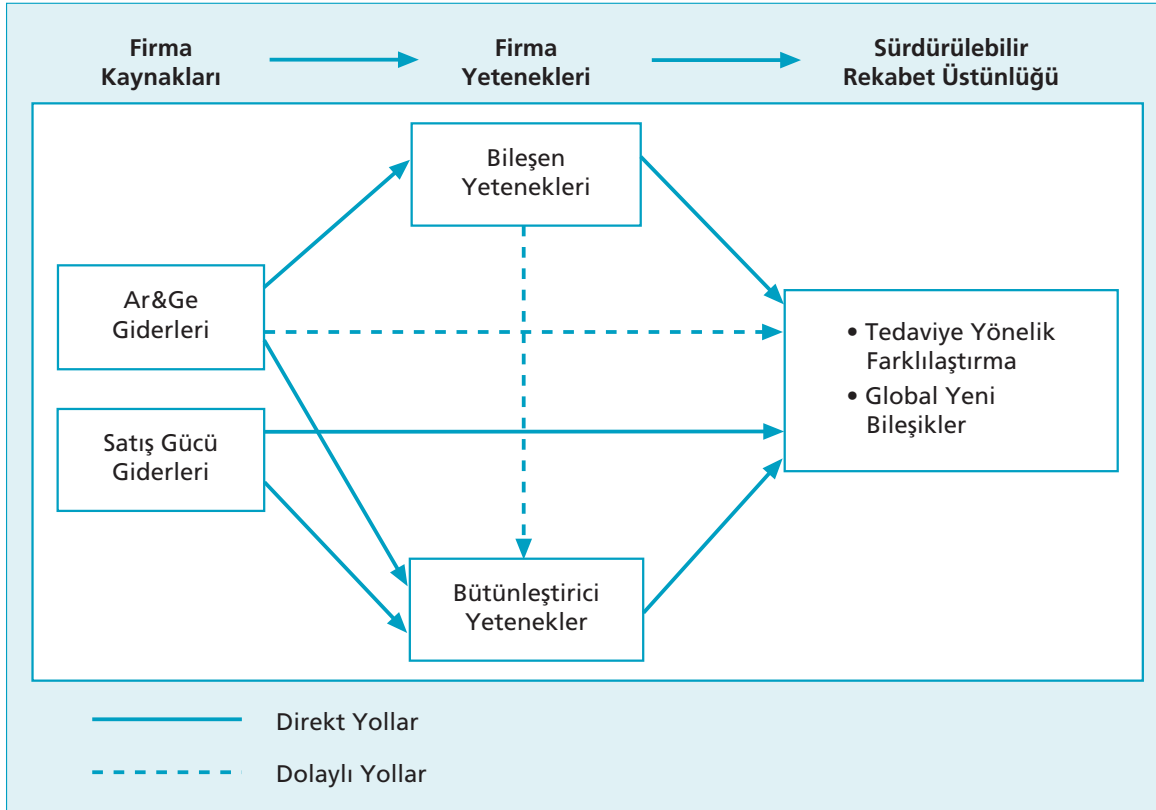 Firma
Kaynakları
Firma
Yetenekleri
Sürdürülebilir
Rekabet Üstünlüğü
Bileşen
Yetenekleri
Ar&Ge
Giderleri
Satış Gücü
Giderleri
• Tedaviye Yönelik
Farklılaştırma
• Global Yeni
Bileşikler
Bütünleştirici
Yetenekler
Direkt Yollar
Dolaylı Yollar